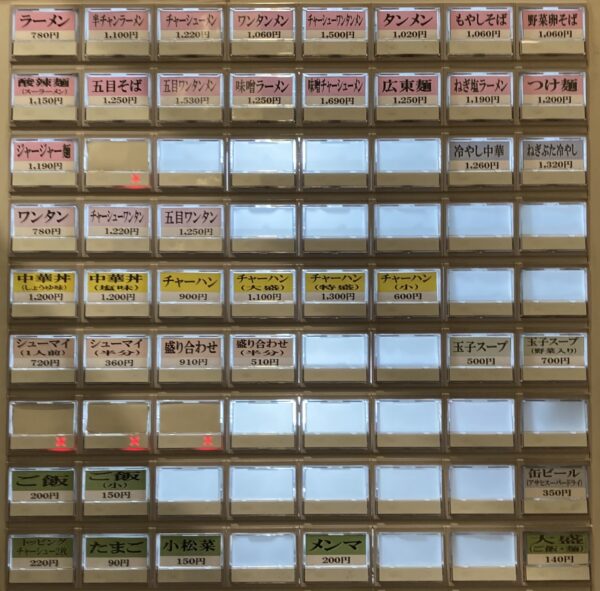 ラーメン
780円
半チャンラーメン
1,100円
チャーシューメン
1,220円
ワンタンメン
1,060円
チャーシューワンタンメン
1,500円
タンメン
1,020円
もやしそば
1,060円
野菜卵そば
1,060円
酸辣麺
(スーラーメン)
1,150円
五目そば
1,250円
五目ワンタンメン
1,530円
味噌ラーメン
1,250円
味噌チャーシューメン
1,690円
広東麺
1,250円
ねぎ塩ラーメン
1,190円
つけ麺
1,200円
ジャージャー麺
1,190円
冷やし中華
1,260円
ねぎぶた冷やし
1,320円
ワンタン
780円
チャーシューワンタン
1,220円
五目ワンタン
1,250円
中華丼
(しょうゆ味)
1,200円
中華丼
(塩味)
1,200円
チャーハン
900円
チャーハン
(大盛)
1,100円
チャーハン
(特盛)
1,300円
チャーハン
(小)
600円
シューマイ
(1人前)
720円
シューマイ
(半分)
360円
盛り合わせ
910円
盛り合わせ
(半分)
510円
玉子スープ
500円
玉子スープ
(野菜入り)
700円
ご飯
200円
ご飯
(小)
150円
缶ビール
(アサヒスーパードライ)
350円
トッピング
チャーシュー2枚
220円
たまご
90円
小松菜
150円
メンマ
200円
大盛
(ご飯・麺)
140円